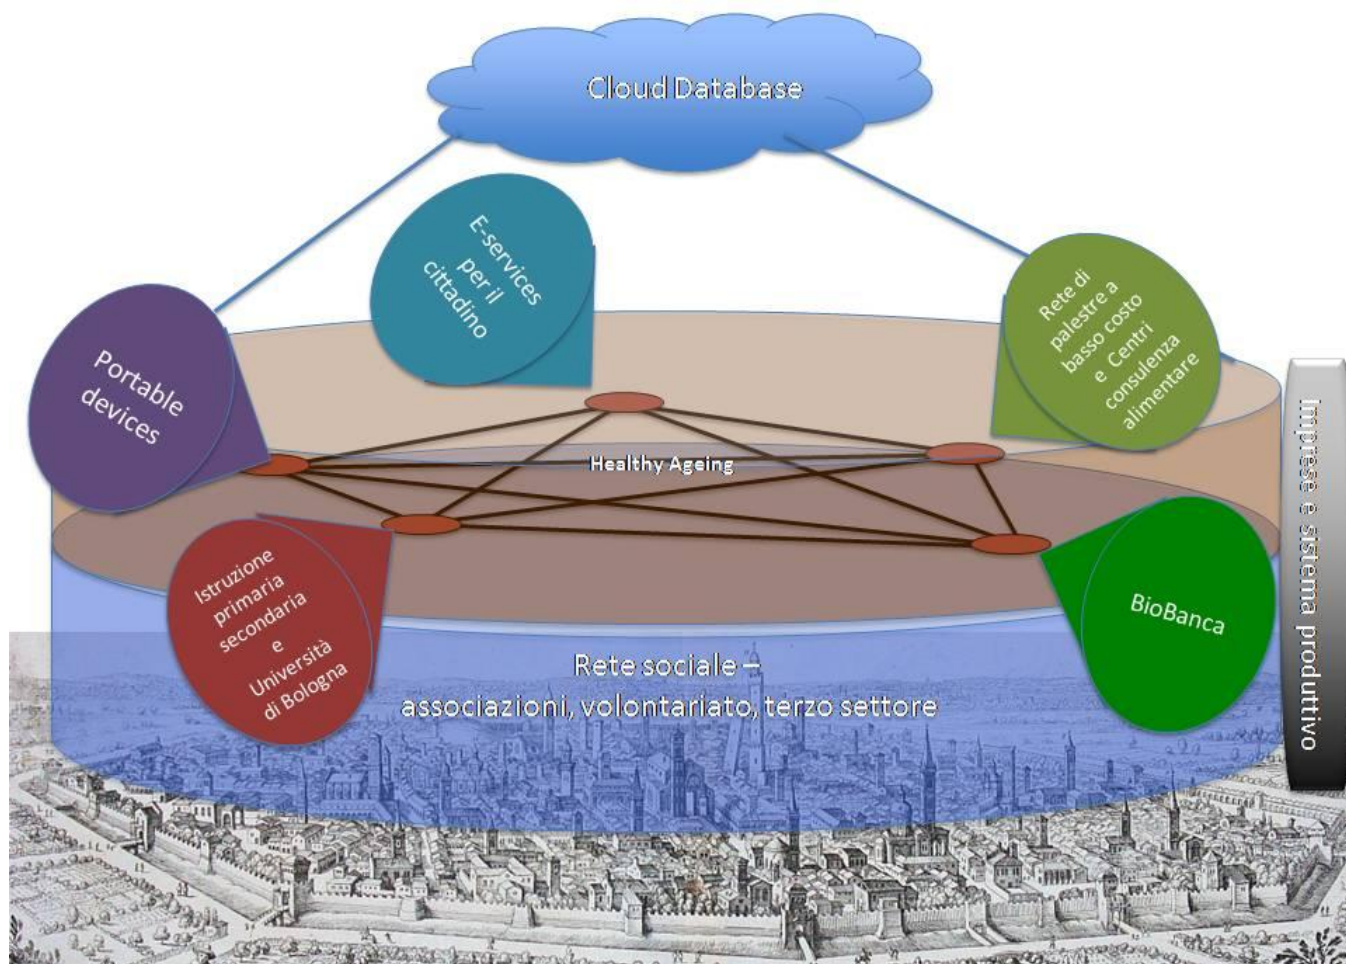 Cloud Database
E-services
per il
cittadino
Portable
devices
Rete di
palestre a
basso costo
e Centri
consulenza
alimentare
Healthy Ageing
Istruzione
primaria
secondaria
e
Università
di Bologna
BioBanca
Rete sociale –
associazioni, volontariato, terzo settore
Imprese e sistema produttivo